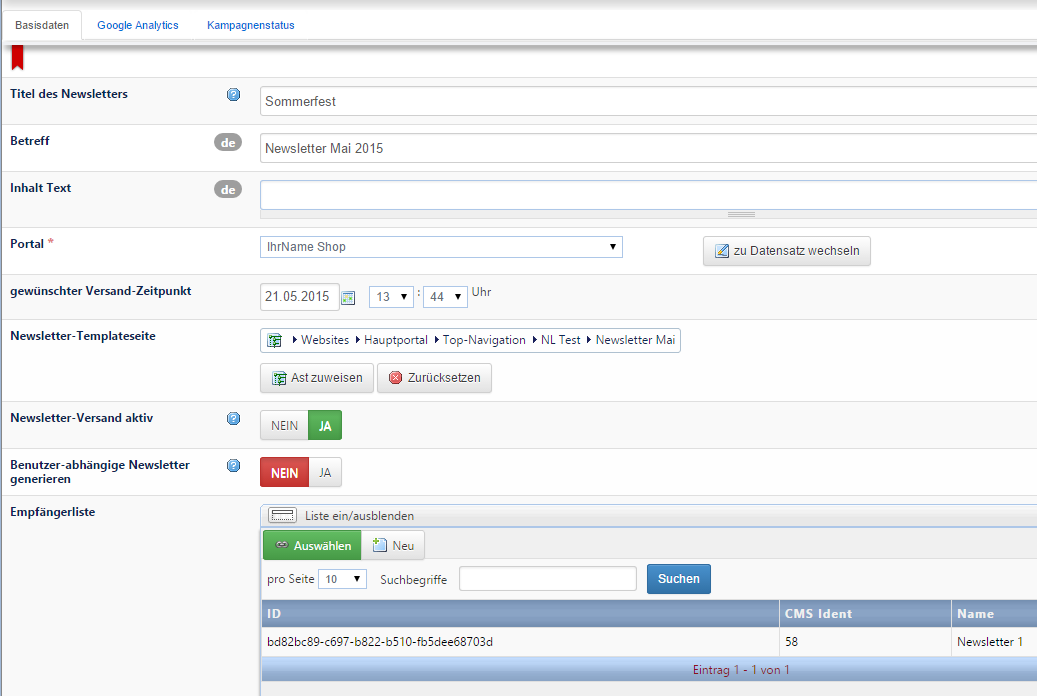 Basisdaten Google Analytics Kampagnenstatus
Titel des Newsletters ? Sommerfest
Betreff de Newsletter Mai 2015
Inhalt Text de
Portal * IhrName Shop zu Datensatz wechseln
gewünschter Versand-Zeitpunkt 21.05.2015 13 : 44 Uhr
Newsletter-Templateseite Websites Hauptportal Top-Navigation NL Test Newsletter Mai
Ast zuweisen Zurücksetzen
Newsletter-Versand aktiv ? NEIN JA
Benutzer-abhängige Newsletter
generieren ? NEIN JA
Empfängerliste Liste ein/ausblenden
Auswählen Neu
pro Seite 10 Suchbegriffe Suchen
ID CMS Ident Name
bd82bc89-c697-b822-b510-fb5dee68703d 58 Newsletter 1
Eintrag 1 - 1 von 1